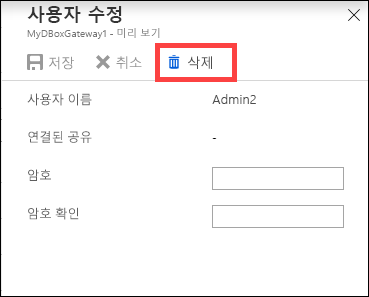 사용자 수정
MyDBoxGateway1 - 미리 보기
저장 취소 삭제
사용자 이름 Admin2
연결된 공유 -
암호
암호 확인